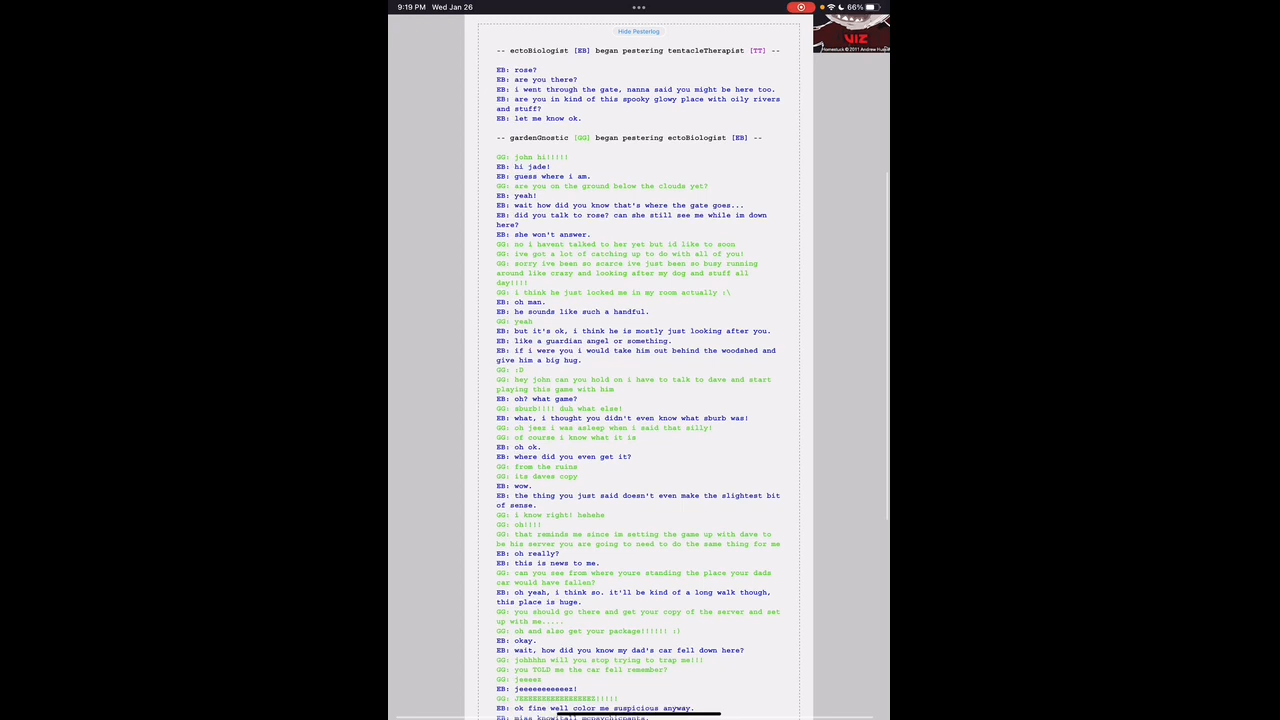 9:19 PM Wed Jan 26
66%
VIZ
Hide Pesterlog
-- ectoBiologist [EB] began pestering tentacleTherapist [TT] --
EB: rose?
EB: are you there?
EB: i went through the gate, nanna said you might be here too.
EB: are you in kind of this spooky glowy place with oily rivers
and stuff?
EB: let me know ok.
-- gardenGnostic [GG] began pestering ectoBiologist [EB] --
GG: john hi!!!!!
EB: hi jade!
EB: guess where i am.
GG: are you on the ground below the clouds yet?
EB: yeah!
EB: wait how did you know that's where the gate goes...
EB: did you talk to rose? can she still see me while im down
here?
EB: she won't answer.
GG: no i havent talked to her yet but id like to soon
GG: ive got a lot of catching up to do with all of you!
GG: sorry ive been so scarce ive just been so busy running
around like crazy and looking after my dog and stuff all
day!!!!
GG: i think he just locked me in my room actually :\
EB: oh man.
EB: he sounds like such a handful.
GG: yeah
EB: but it's ok, i think he is mostly just looking after you.
EB: like a guardian angel or something.
EB: if i were you i would take him out behind the woodshed and
give him a big hug.
GG: :D
GG: hey john can you hold on i have to talk to dave and start
playing this game with him
EB: oh? what game?
GG: sburb!!!! duh what else!
EB: what, i thought you didn't even know what sburb was!
GG: oh jeez i was asleep when i said that silly!
GG: of course i know what it is
EB: oh ok.
EB: where did you even get it?
GG: from the ruins
GG: its daves copy
EB: wow.
EB: the thing you just said doesn't even make the slightest bit
of sense.
GG: i know right! hehehe
GG: oh!!!!
GG: that reminds me since im setting the game up with dave to
be his server you are going to need to do the same thing for me
EB: oh really?
EB: this is news to me.
GG: can you see from where youre standing the place your dads
car would have fallen?
EB: oh yeah, i think so. it'll be kind of a long walk though,
this place is huge.
GG: you should go there and get your copy of the server and set
up with me.....
GG: oh and also get your package!!!!!! :)
EB: okay.
EB: wait, how did you know my dad's car fell down here?
GG: johhhhn will you stop trying to trap me!!!
GG: you TOLD me the car fell remember?
GG: jeeeez
EB: jeeeeeeeeeez!
GG: JEEEEEEEEEEEEEEEZ!!!!!
EB: ok fine well color me suspicious anyway.